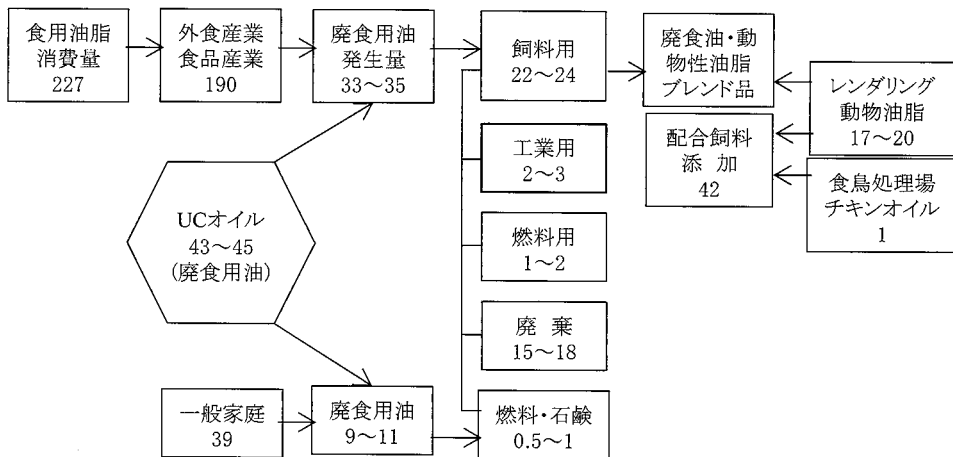 食用油脂
消費量
227
外食産業
食品産業
190
廃食用油
発生量
33～35
飼料用
22～24
廃食油・動
物性油脂
ブレンド品
レンダリング
動物油脂
17～20
工業用
2～3
配合飼料
添 加
42
食鳥処理場
チキンオイル
1
UCオイル
43～45
(廃食用油)
燃料用
1～2
廃 棄
15～18
一般家庭
39
廃食用油
9～11
燃料・石鹸
0.5～1